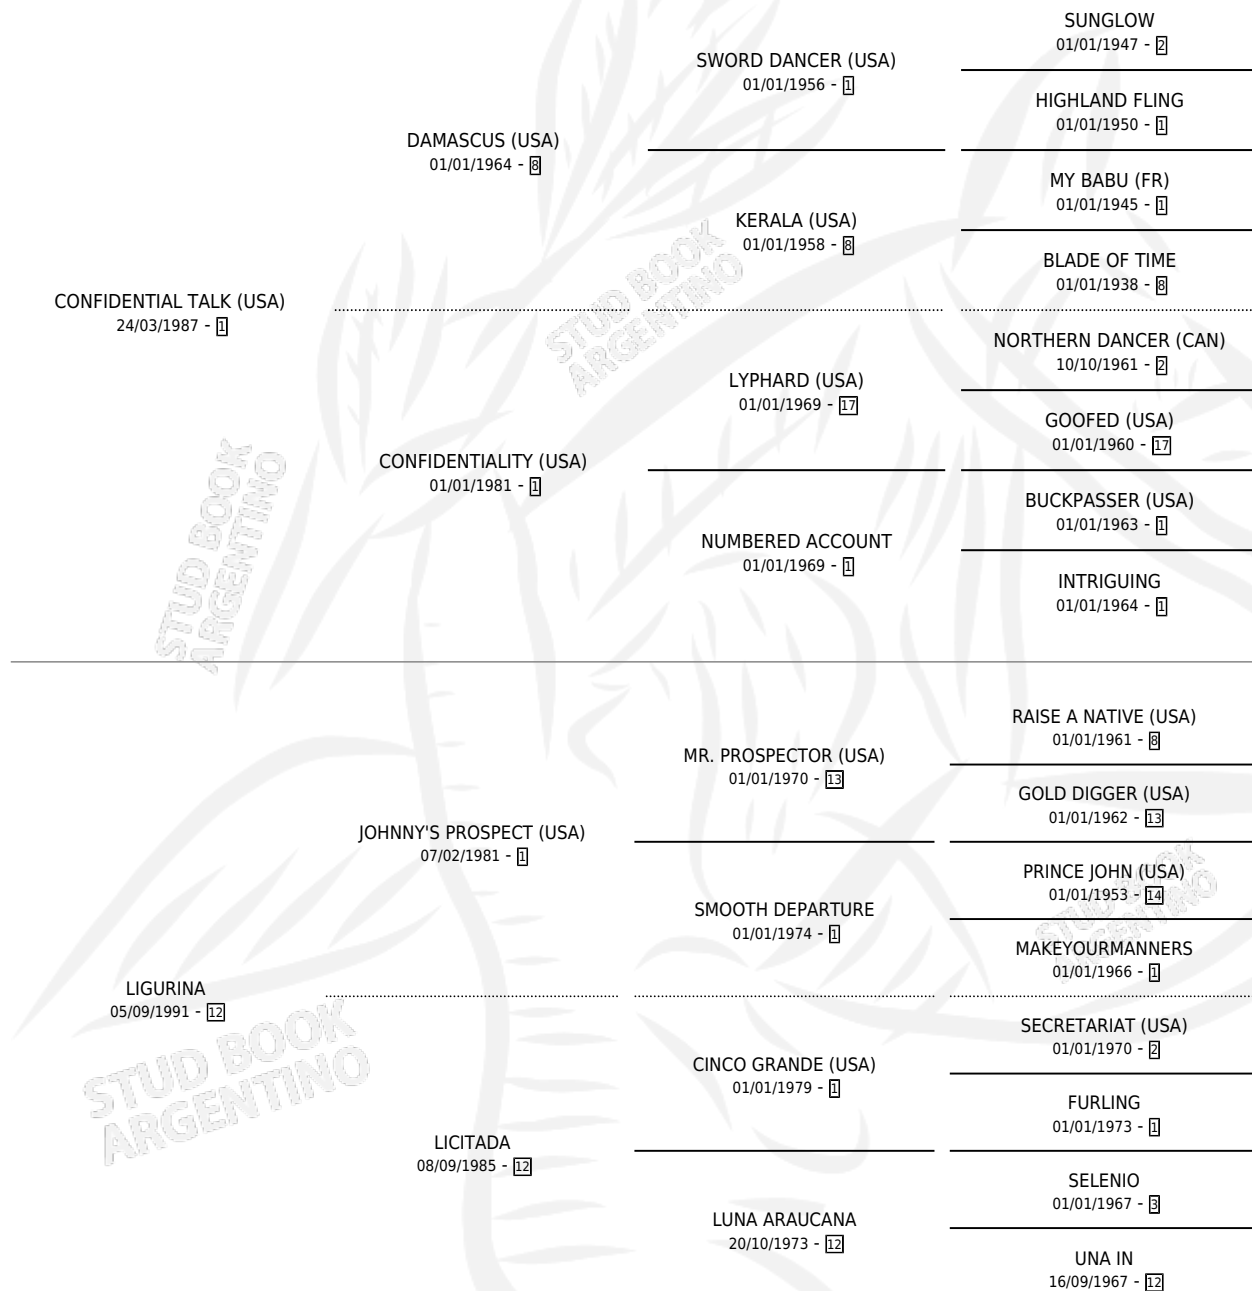 SUNGLOW
01/01/1947 - 2
SWORD DANCER (USA)
01/01/1956 - 1
HIGHLAND FLING
01/01/1950 - 1
DAMASCUS (USA)
01/01/1964 - 8
MY BABU (FR)
01/01/1945 - 1
KERALA (USA)
01/01/1958 - 8
BLADE OF TIME
01/01/1938 - 8
CONFIDENTIAL TALK (USA)
24/03/1987 - 1
NORTHERN DANCER (CAN)
10/10/1961 - 2
LYPHARD (USA)
01/01/1969 - 17
GOOFED (USA)
01/01/1960 - 17
CONFIDENTIALITY (USA)
01/01/1981 - 1
BUCKPASSER (USA)
01/01/1963 - 1
NUMBERED ACCOUNT
01/01/1969 - 1
INTRIGUING
01/01/1964 - 1
RAISE A NATIVE (USA)
01/01/1961 - 8
MR. PROSPECTOR (USA)
01/01/1970 - 13
GOLD DIGGER (USA)
01/01/1962 - 13
JOHNNY'S PROSPECT (USA)
07/02/1981 - 1
PRINCE JOHN (USA)
01/01/1953 - 14
SMOOTH DEPARTURE
01/01/1974 - 1
MAKEYOURMANNERS
01/01/1966 - 1
LIGURINA
05/09/1991 - 12
SECRETARIAT (USA)
01/01/1970 - 2
CINCO GRANDE (USA)
01/01/1979 - 1
FURLING
01/01/1973 - 1
LICITADA
08/09/1985 - 12
SELENIO
01/01/1967 - 3
LUNA ARAUCANA
20/10/1973 - 12
UNA IN
16/09/1967 - 12
STUD BOOK
ARGENTINO
STUD BOOK
ARGENTINO
STUD BOOK
ARGENTINO
STUD BOOK
ARGENTINO